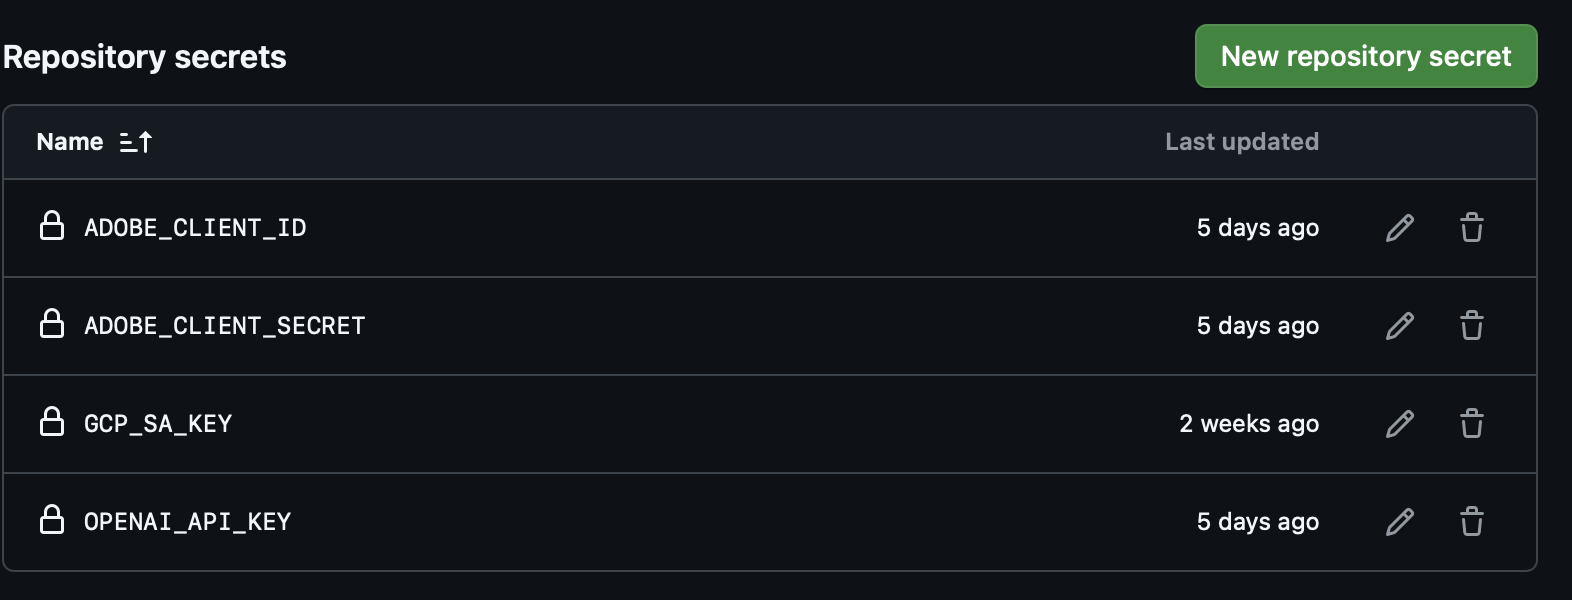 Repository secrets
New repository secret
Name
Last updated
ADOBE_CLIENT_ID
5 days ago
ADOBE_CLIENT_SECRET
5 days ago
GCP_SA_KEY
2 weeks ago
OPENAI_API_KEY
5 days ago